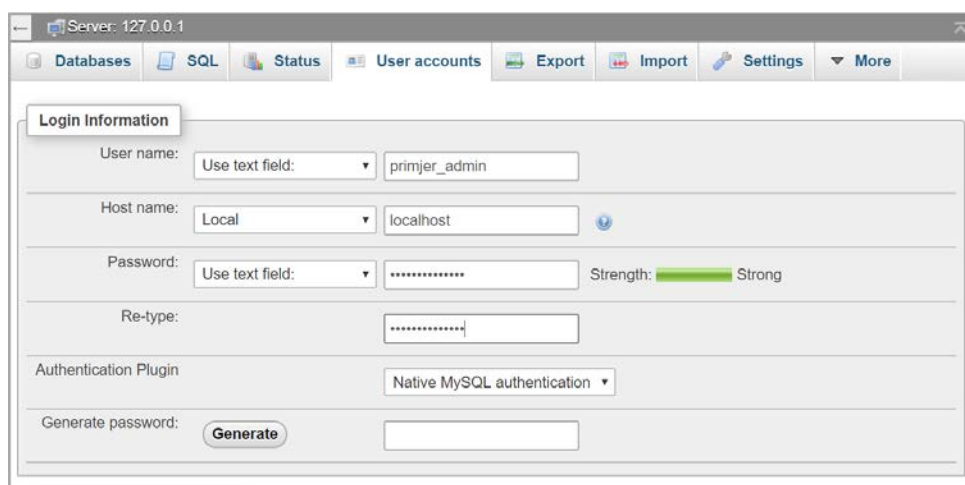 Server: 127.0.0.1
Databases SQL Status User accounts Export Import Settings More
Login Information
User name: Use text field: primjer_admin
Host name: Local localhost
Password: Use text field: •••••••••••••• Strength: Strong
Re-type: ••••••••••••••
Authentication Plugin Native MySQL authentication
Generate password: Generate